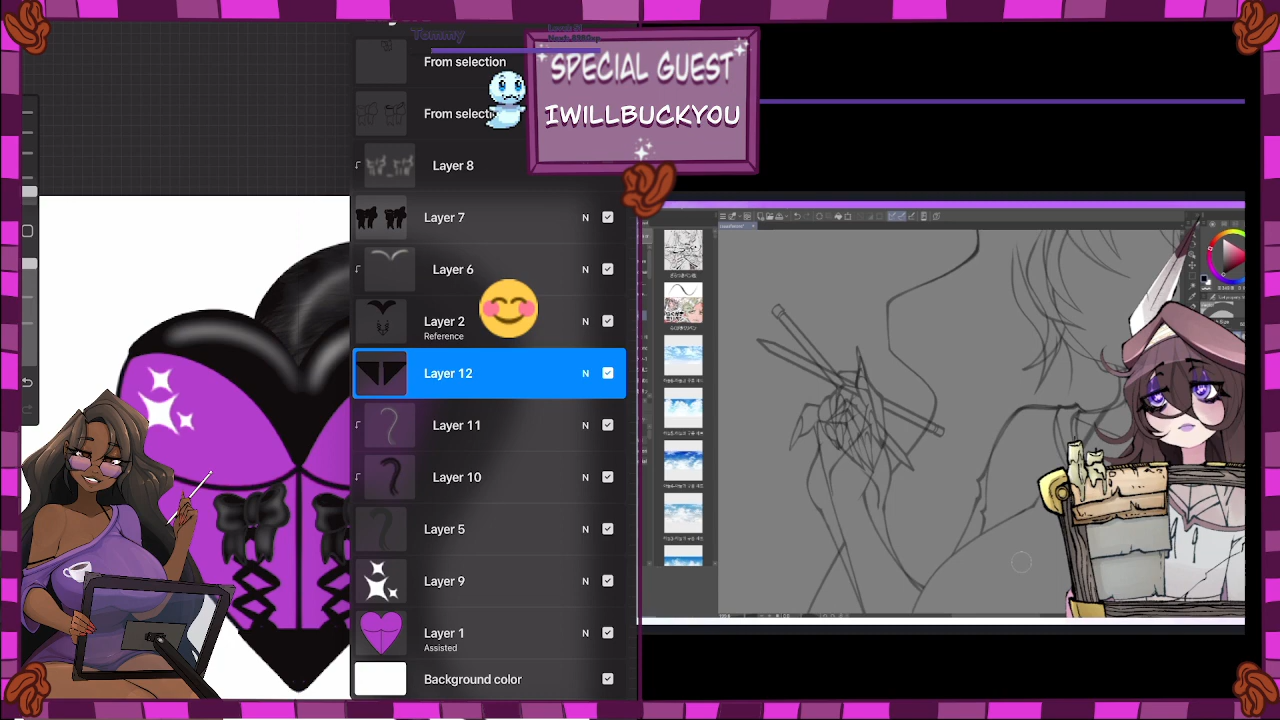 Tommy
SPECIAL GUEST
IWILLBUCKYOU
From selection
From selecti
Layer 8
Layer 7
N
Layer 6
N
Layer 2
N
Reference
Layer 12
N
Layer 11
N
Layer 10
N
Layer 5
N
Layer 9
N
Layer 1
N
Assisted
Background color